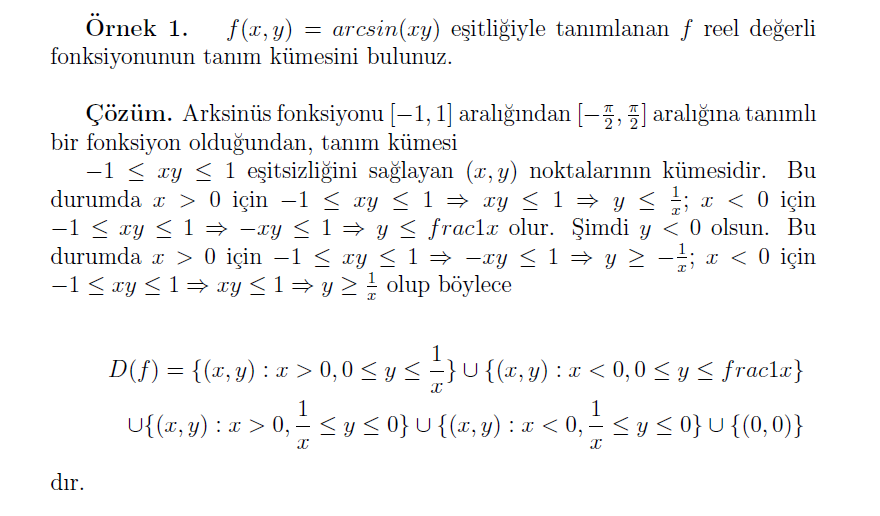 Örnek 1. f(x, y) = arcsin(xy) eşitliğiyle tanımlanan f reel değerli
fonksiyonunun tanım kümesini bulunuz.
Çözüm. Arksinüs fonksiyonu [−1, 1] aralığından [−π/2, π/2] aralığına tanımlı
bir fonksiyon olduğundan, tanım kümesi
−1 ≤ xy ≤ 1 eşitsizliğini sağlayan (x, y) noktalarının kümesidir. Bu
durumda x > 0 için −1 ≤ xy ≤ 1 ⇒ xy ≤ 1 ⇒ y ≤ 1/x; x < 0 için
−1 ≤ xy ≤ 1 ⇒ −xy ≤ 1 ⇒ y ≤ frac1x olur. Şimdi y < 0 olsun. Bu
durumda x > 0 için −1 ≤ xy ≤ 1 ⇒ −xy ≤ 1 ⇒ y ≥ −1/x; x < 0 için
−1 ≤ xy ≤ 1 ⇒ xy ≤ 1 ⇒ y ≥ 1/x olup böylece
D(f) = {(x, y) : x > 0, 0 ≤ y ≤ 1/x} ∪ {(x, y) : x < 0, 0 ≤ y ≤ frac1x}
∪{(x, y) : x > 0, −1/x ≤ y ≤ 0} ∪ {(x, y) : x < 0, 1/x ≤ y ≤ 0} ∪ {(0, 0)}
dır.